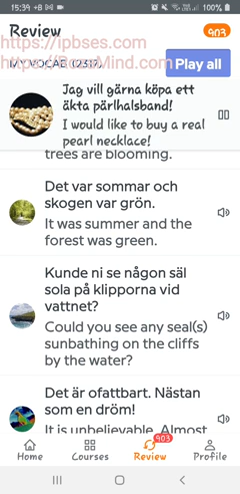 15:39 +B
100%
Review
903
https://ipbses.com
MY VOCAB (2317)
Play all
Jag vill gärna köpa ett
äkta pärlhalsband!
I would like to buy a real
pearl necklace!
trees are blooming.
Det var sommar och
skogen var grön.
It was summer and the
forest was green.
Kunde ni se någon säl
sola på klipporna vid
vattnet?
Could you see any seal(s)
sunbathing on the cliffs
by the water?
Det är ofattbart. Nästan
som en dröm!
It is unbelievable. Almost
903
Home
Courses
Review
Profile